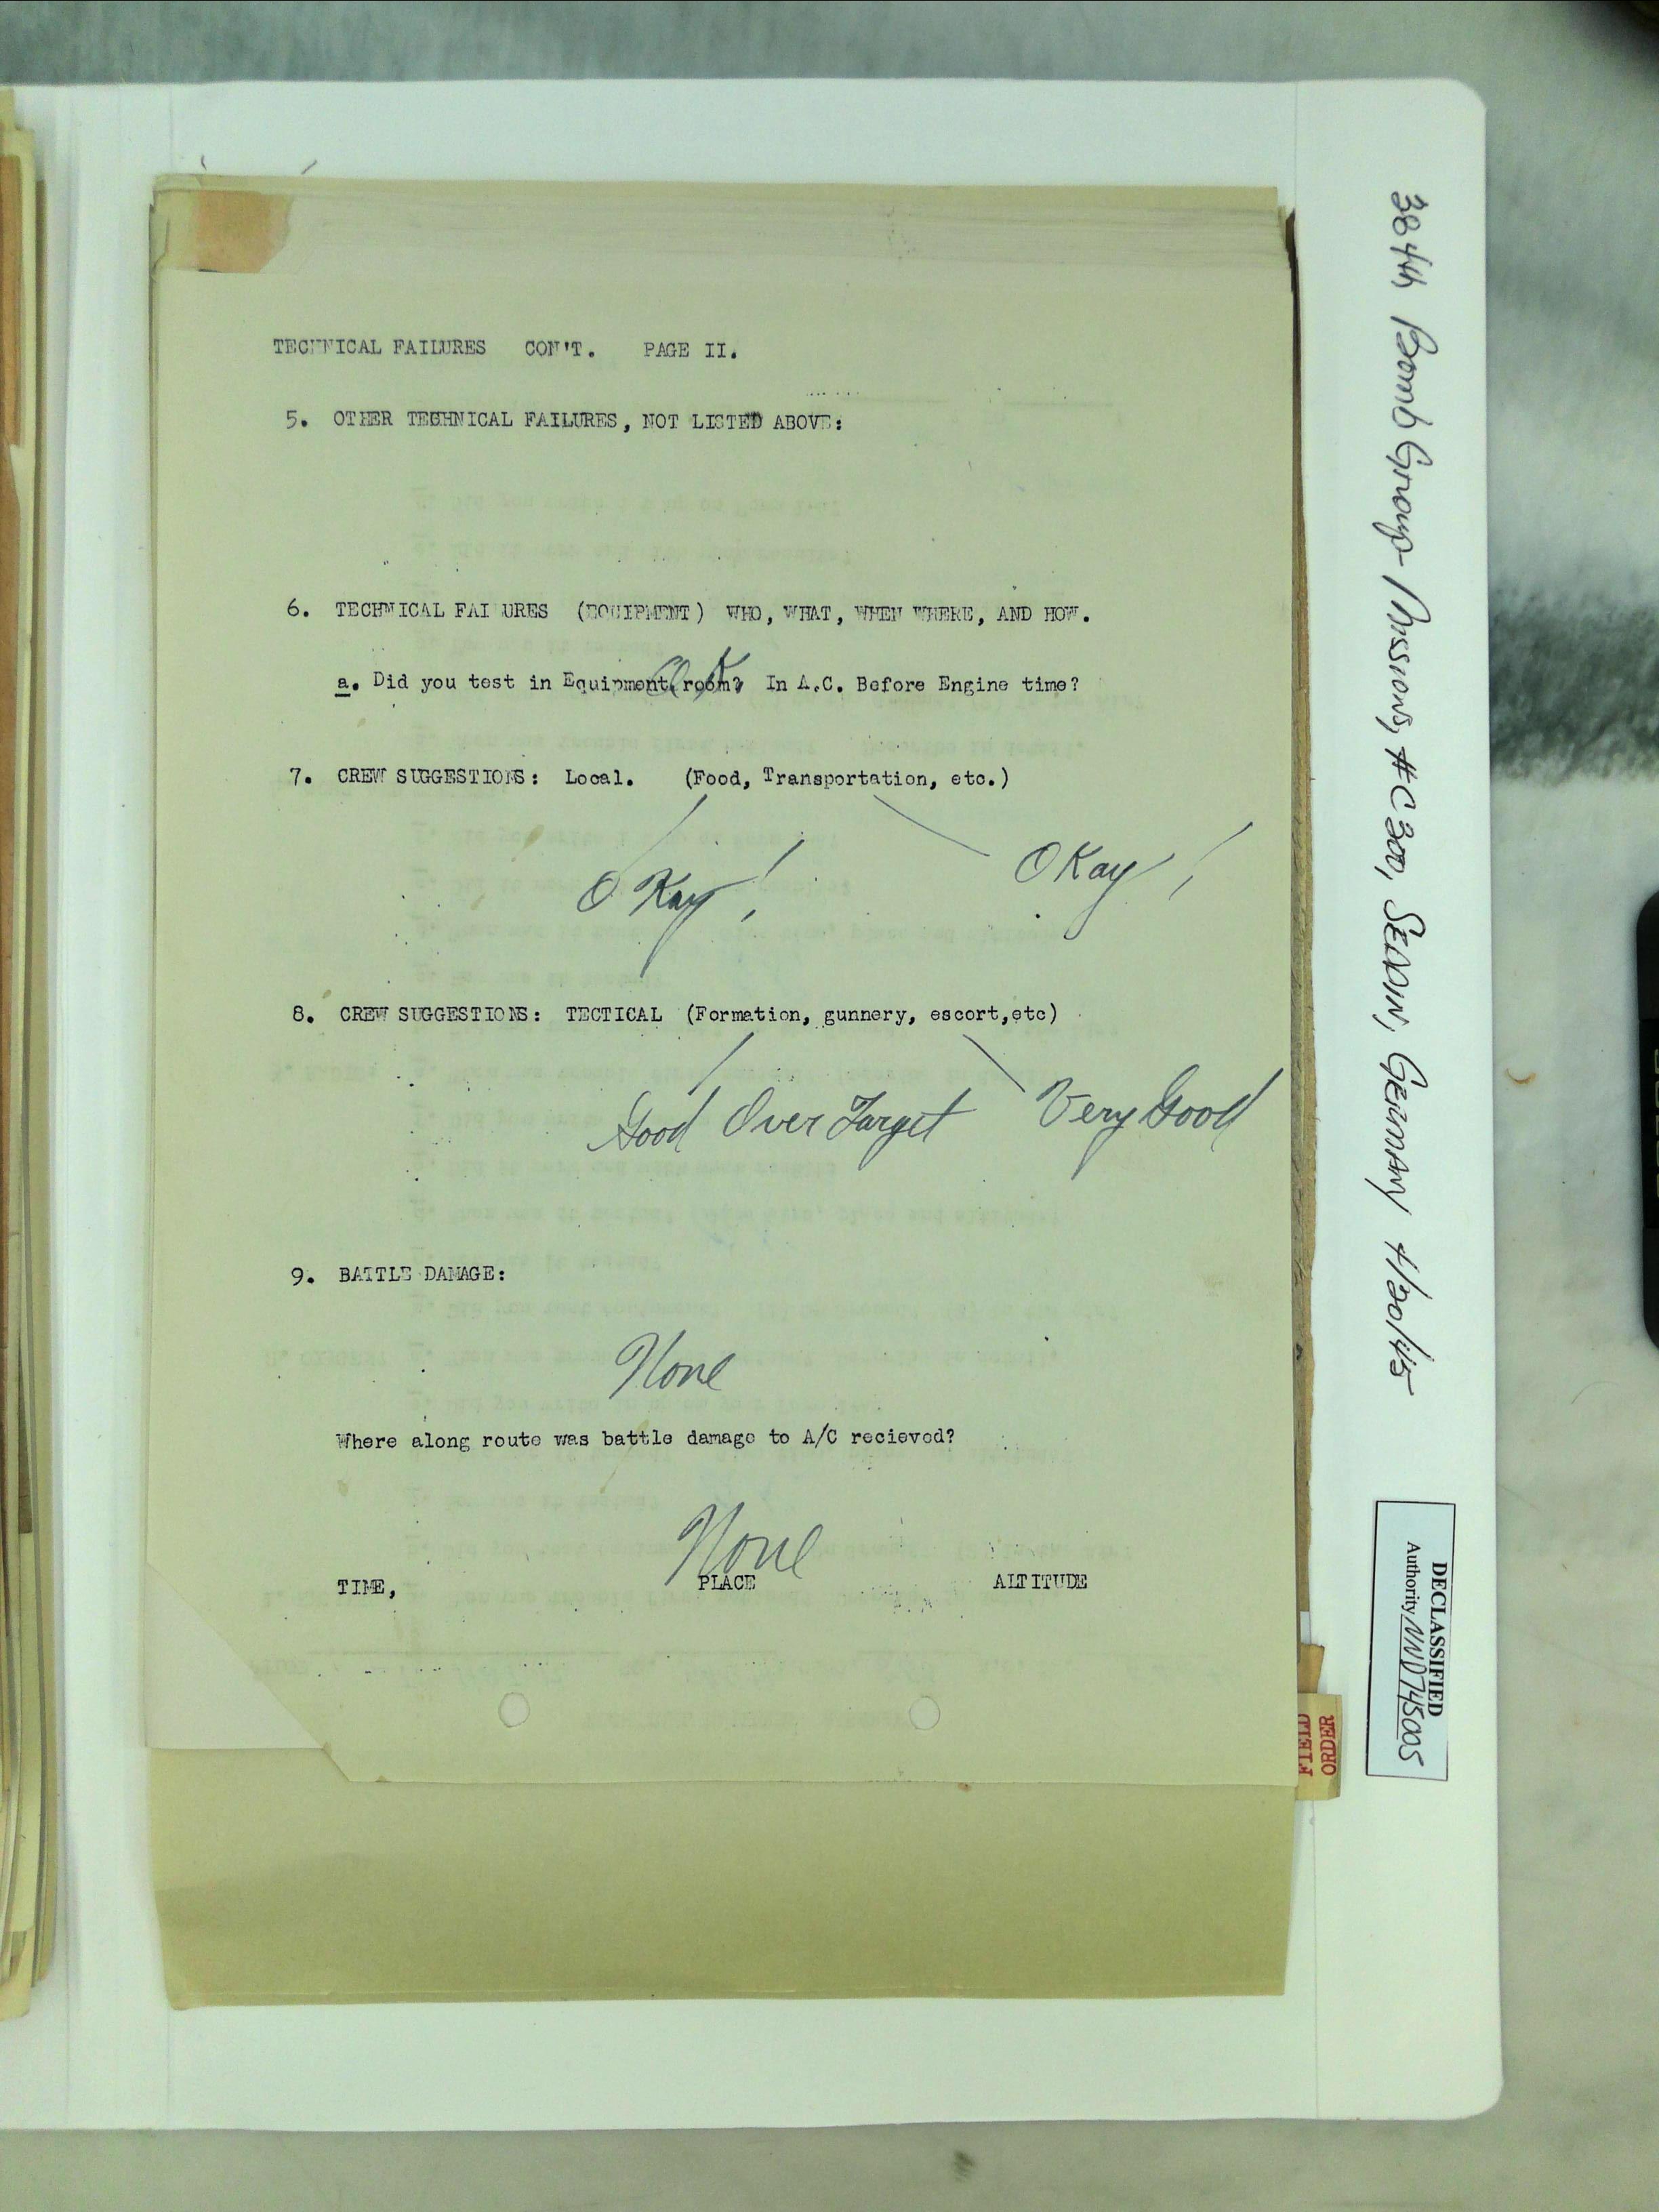 TECHNICAL FAILURES CON'T. PAGE II.
5. OTHER TECHNICAL FAILURES, NOT LISTED ABOVE:
6. TECHNICAL FAI URES (EQUIPMENT) WHO, WHAT, WHEN WHERE, AND HOW.
O.K.
a. Did you test in Equipment room? In A.C. Before Engine time?
7. CREW SUGGESTIONS: Local. (Food, Transportation, etc.)
OKay! OKay!
8. CREW SUGGESTIONS: TECTICAL (Formation, gunnery, escort,etc)
Good Over Target Very Good
9. BATTLE DAMAGE:
None
Where along route was battle damage to A/C recieved?
None
TIME, PLACE ALTITUDE
FIELD
ORDER
384th Bomb Group- Missions, #C300, GERMANY 4/20/45
DECLASSIFIED
Authority NND745005